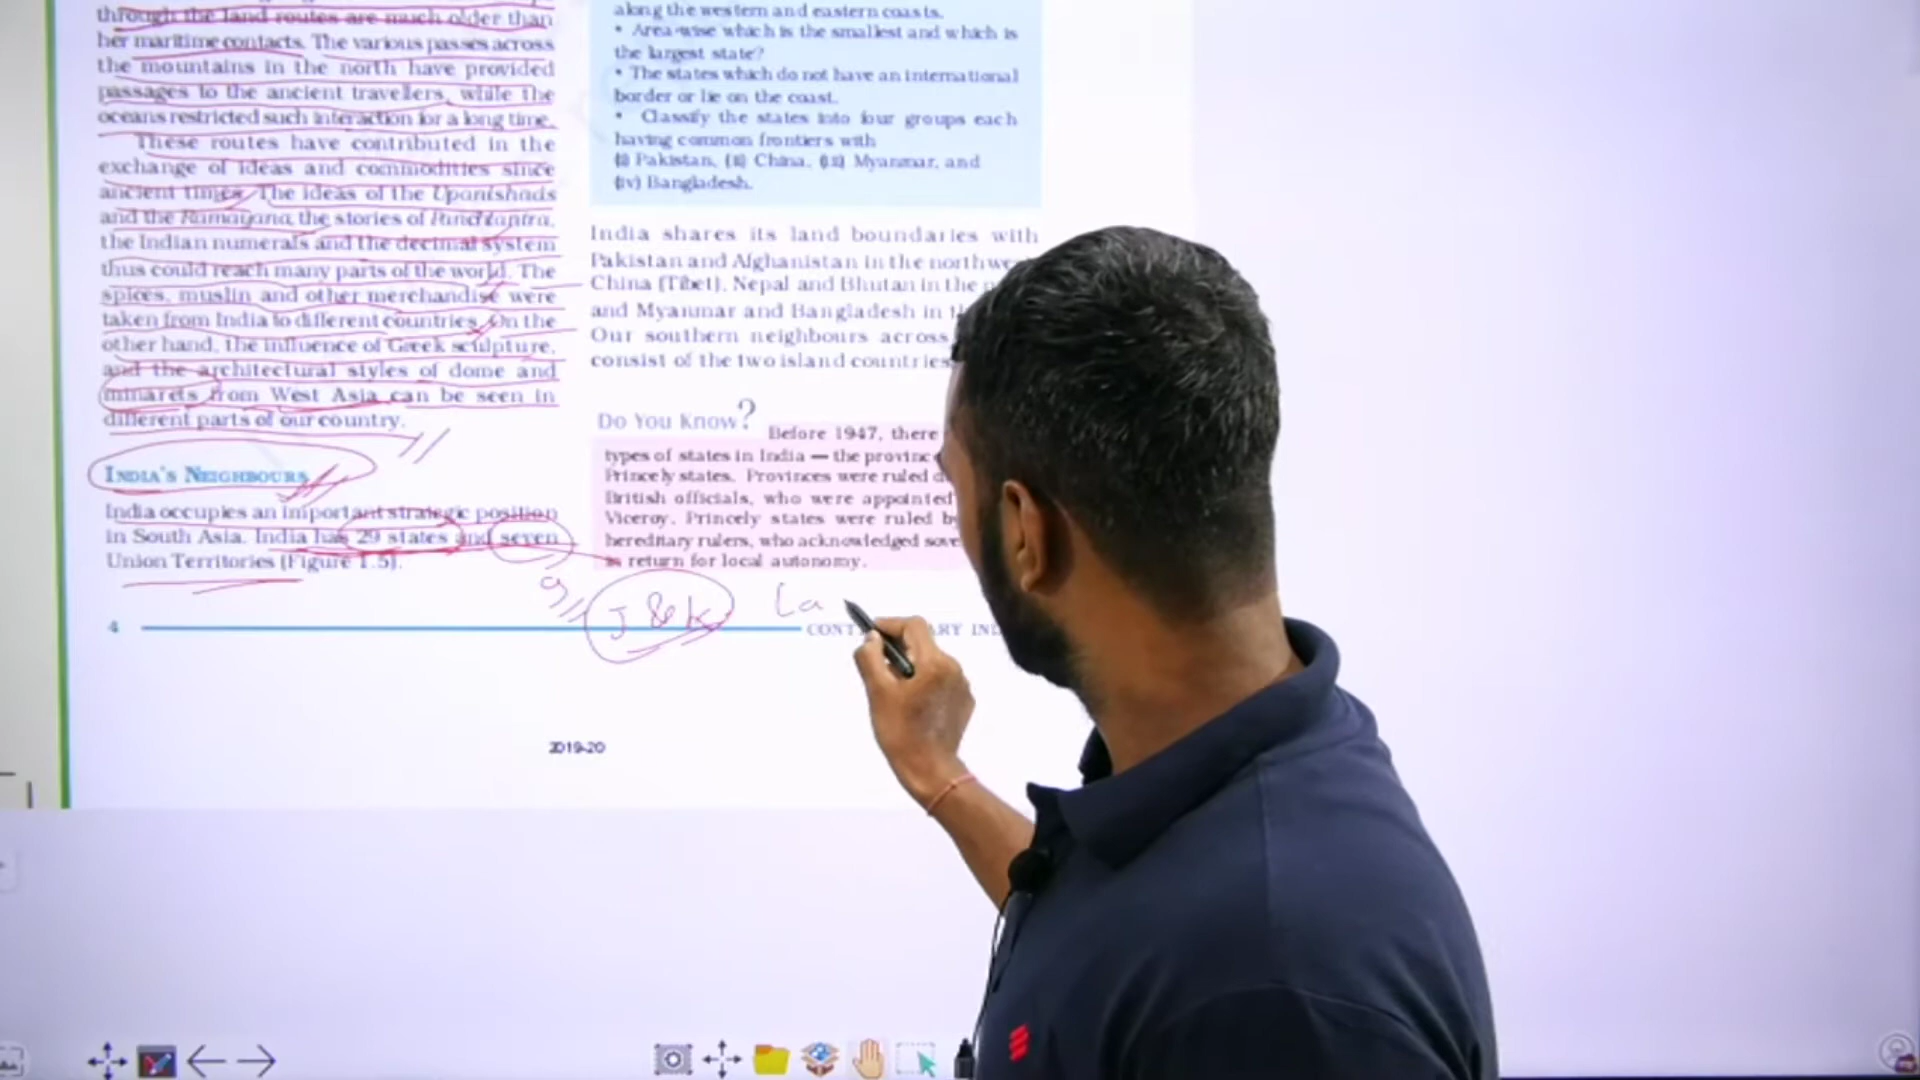 through the land routes are much older than
her maritime contacts. The various passes across
the mountains in the north have provided
passages to the ancient travellers, while the
oceans restricted such interaction for a long time.
These routes have contributed in the
exchange of ideas and commodities since
ancient times. The ideas of the Upanishads
and the Ramayana, the stories of Panchtantra,
the Indian numerals and the decimal system
thus could reach many parts of the world. The
spices, muslin and other merchandise were
taken from India to different countries. On the
other hand, the influence of Greek sculpture,
and the architectural styles of dome and
minarets from West Asia can be seen in
different parts of our country.
INDIA'S NEIGHBOURS
India occupies an important strategic position
in South Asia. India has 29 states and seven
Union Territories (Figure 1.5).
along the western and eastern coasts.
• Area-wise which is the smallest and which is
the largest state?
• The states which do not have an international
border or lie on the coast.
• Classify the states into four groups each
having common frontiers with
(i) Pakistan, (ii) China, (iii) Myanmar, and
(iv) Bangladesh.
India shares its land boundaries with
Pakistan and Afghanistan in the northwe
China (Tibet), Nepal and Bhutan in the
and Myanmar and Bangladesh in
Our southern neighbours across
consist of the two island countries
Do You Know?
Before 1947, there
types of states in India — the provinc
Princely states. Provinces were ruled d
British officials, who were appointed
Viceroy. Princely states were ruled b
hereditary rulers, who acknowledged sove
in return for local autonomy.
9
J & K
La
4
CONT ARY IND
2019-20